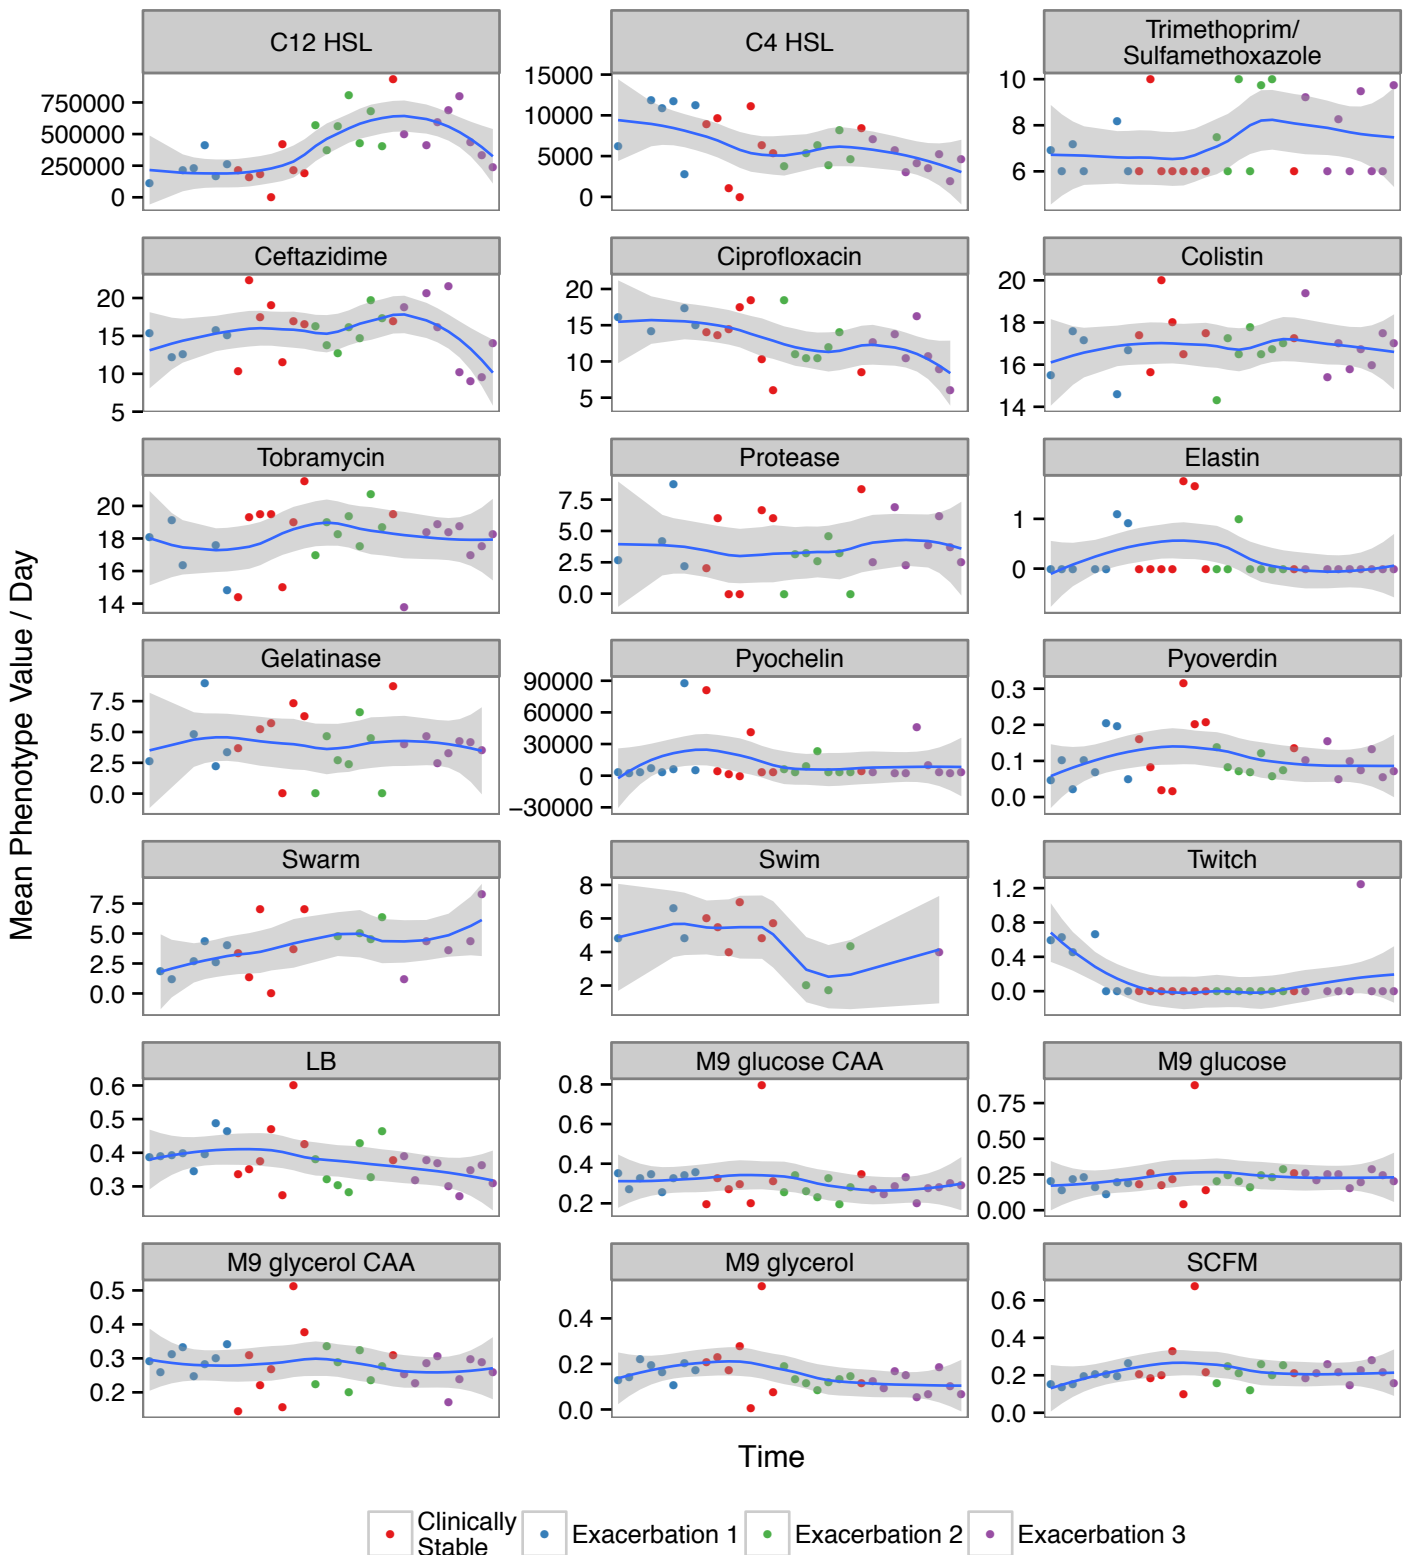 C12 HSL
C4 HSL
Trimethoprim/
Sulfamethoxazole
750000
500000
250000
0
15000
10000
5000
0
10
8
6
Ceftazidime
Ciprofloxacin
Colistin
20
15
10
5
20
15
10
5
20
18
16
14
Tobramycin
Protease
Elastin
20
18
16
14
7.5
5.0
2.5
0.0
1
0
Gelatinase
Pyochelin
Pyoverdin
7.5
5.0
2.5
0.0
90000
60000
30000
0
−30000
0.3
0.2
0.1
0.0
Swarm
Swim
Twitch
7.5
5.0
2.5
0.0
8
6
4
2
1.2
0.8
0.4
0.0
LB
M9 glucose CAA
M9 glucose
0.6
0.5
0.4
0.3
0.8
0.6
0.4
0.2
0.75
0.50
0.25
0.00
M9 glycerol CAA
M9 glycerol
SCFM
0.5
0.4
0.3
0.2
0.4
0.2
0.0
0.6
0.4
0.2
0.0
Mean Phenotype Value / Day
Time
Clinically
Stable
Exacerbation 1
Exacerbation 2
Exacerbation 3